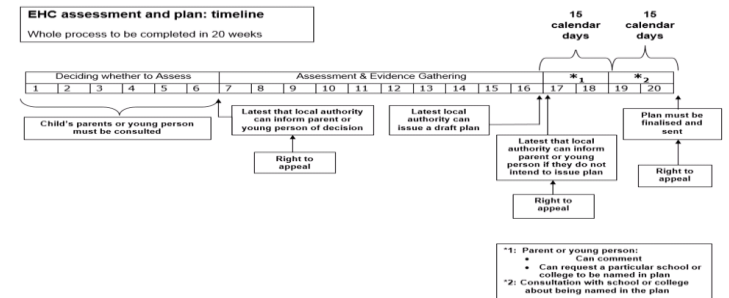 EHC assessment and plan: timeline
Whole process to be completed in 20 weeks
15
calendar
days
15
calendar
days
Deciding whether to Assess
Assessment & Evidence Gathering
*1
*2
1 2 3 4 5 6 7 8 9 10 11 12 13 14 15 16 17 18 19 20
Child's parents or young person
must be consulted
Latest that local authority
can inform parent or
young person of decision
Right to
appeal
Latest local
authority can
issue a draft plan
Latest that local
authority can inform
parent or young
person if they do not
intend to issue plan
Right to
appeal
Plan must be
finalised and
sent
Right to
appeal
*1: Parent or young person:
• Can comment
• Can request a particular school or
college to be named in plan
*2: Consultation with school or college
about being named in the plan